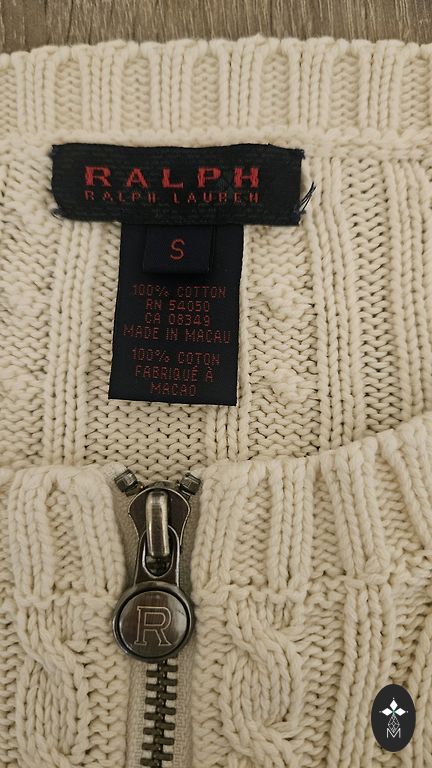 RALPH
RALPH LAUREN
S
100% COTTON
RN 54050
CA 08349
MADE IN MACAU
100% COTON
FABRIQUÉ À
MACAO
R
M